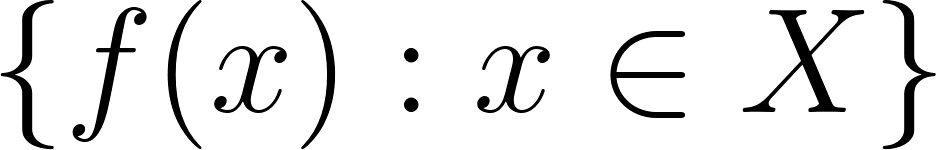 {f(x) : x ∈ X}